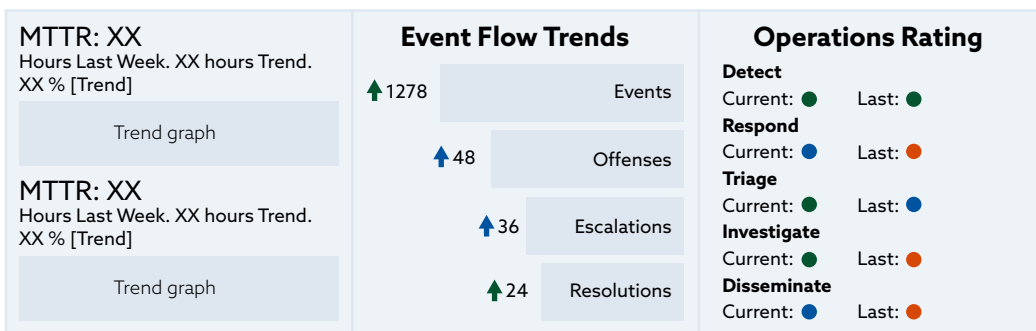 MTTR: XX
Hours Last Week. XX hours Trend.
XX % [Trend]
Trend graph
MTTR: XX
Hours Last Week. XX hours Trend.
XX % [Trend]
Trend graph
Event Flow Trends
1278 Events
48 Offenses
36 Escalations
24 Resolutions
Operations Rating
Detect
Current: Last:
Respond
Current: Last:
Triage
Current: Last:
Investigate
Current: Last:
Disseminate
Current: Last: